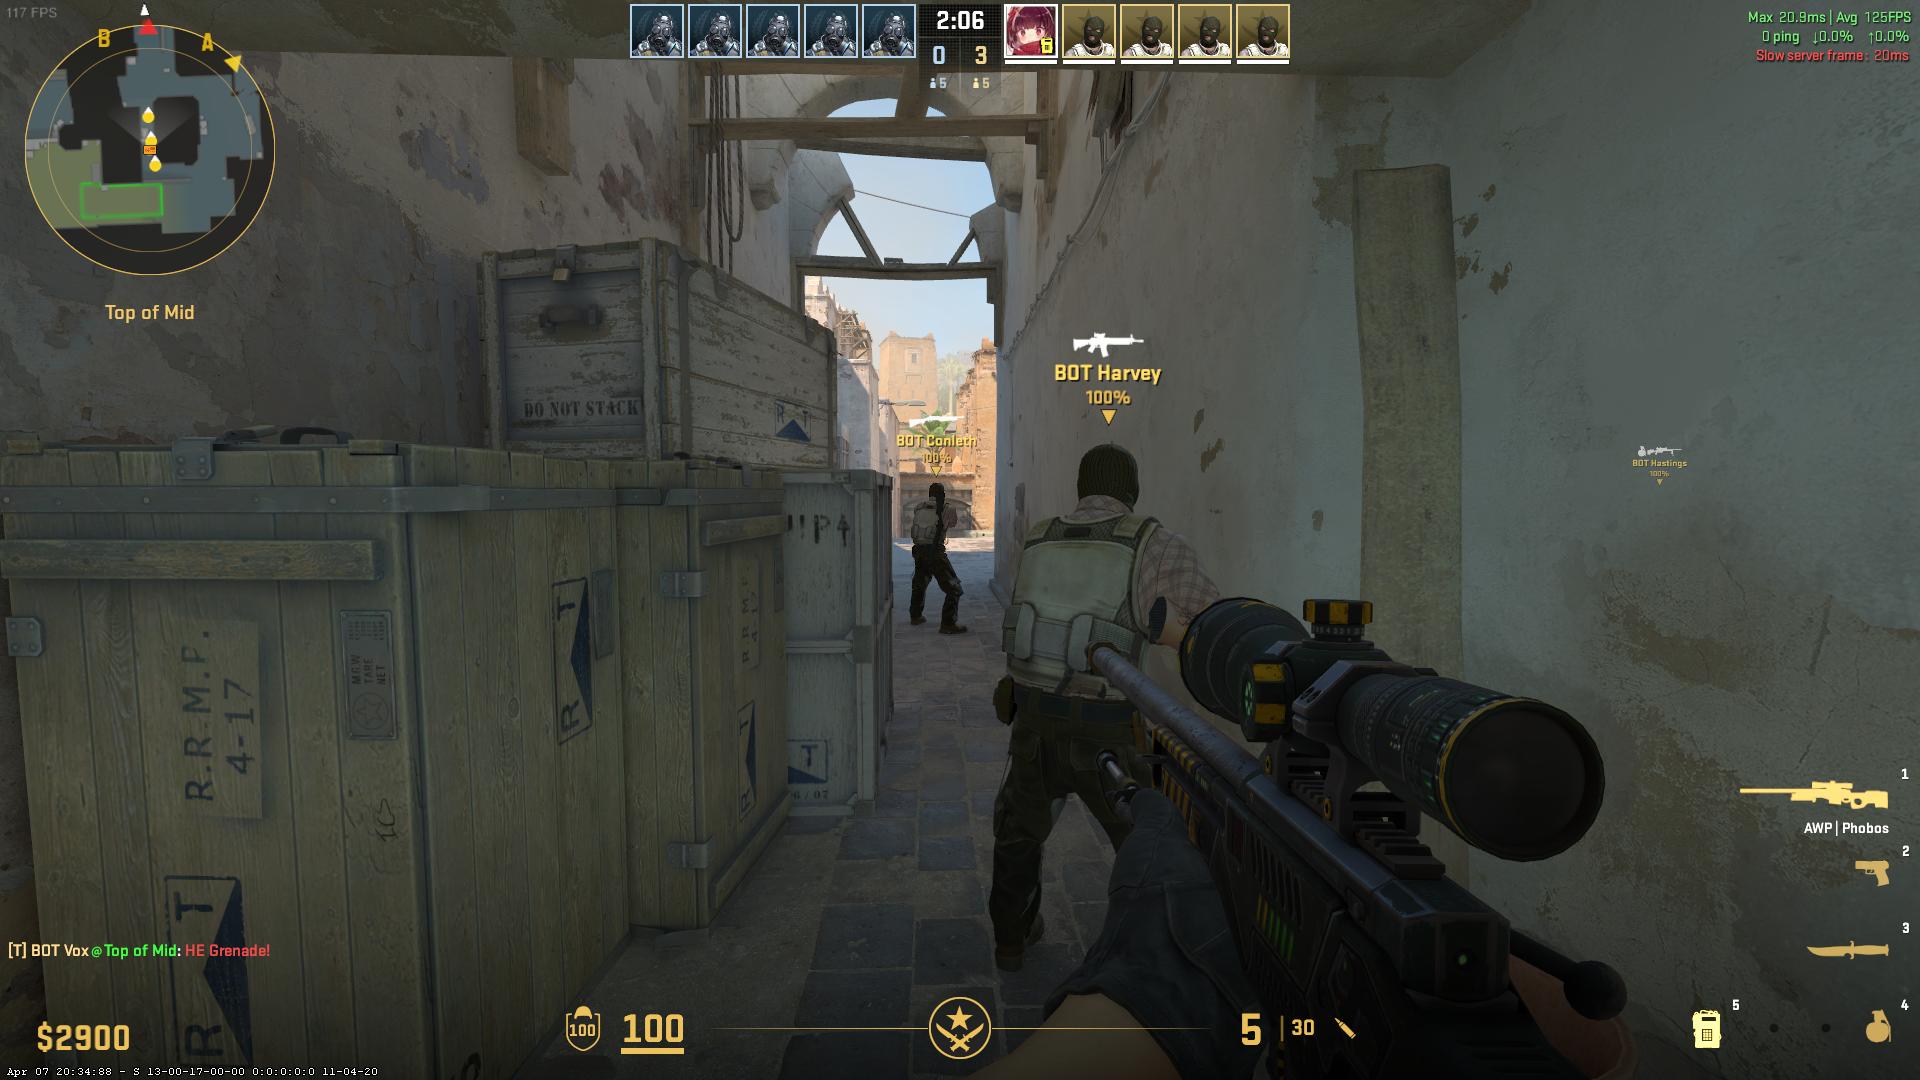 117 FPS
B
A
2:06
0 3
5 5
Max 20.9ms | Avg 125FPS
0 ping ↓0.0% ↑0.0%
Slow server frame: 20ms
Top of Mid
BOT Harvey
100%
BOT Conleth
100%
BOT Hastings
100%
DO NOT STACK
R T
R.R.M.P.
4-17
M.G.W
TARE
NET
R T
R T
R T
1
AWP | Phobos
2
3
4
5
[T] BOT Vox@Top of Mid: HE Grenade!
$2900
100
100
5 | 30
Apr 07 20:34:88 - S 13-00-17-00-00 0:0:0:0:0 11-04-20